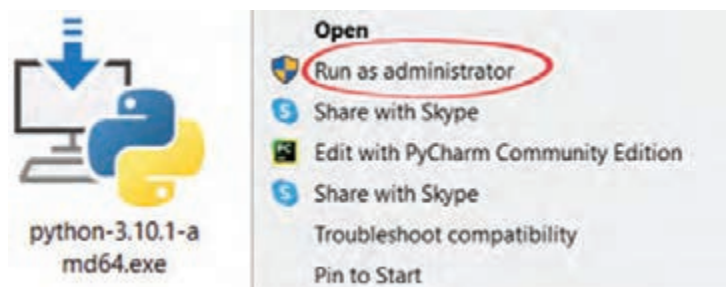 python-3.10.1-a
md64.exe
Open
Run as administrator
Share with Skype
Edit with PyCharm Community Edition
Share with Skype
Troubleshoot compatibility
Pin to Start